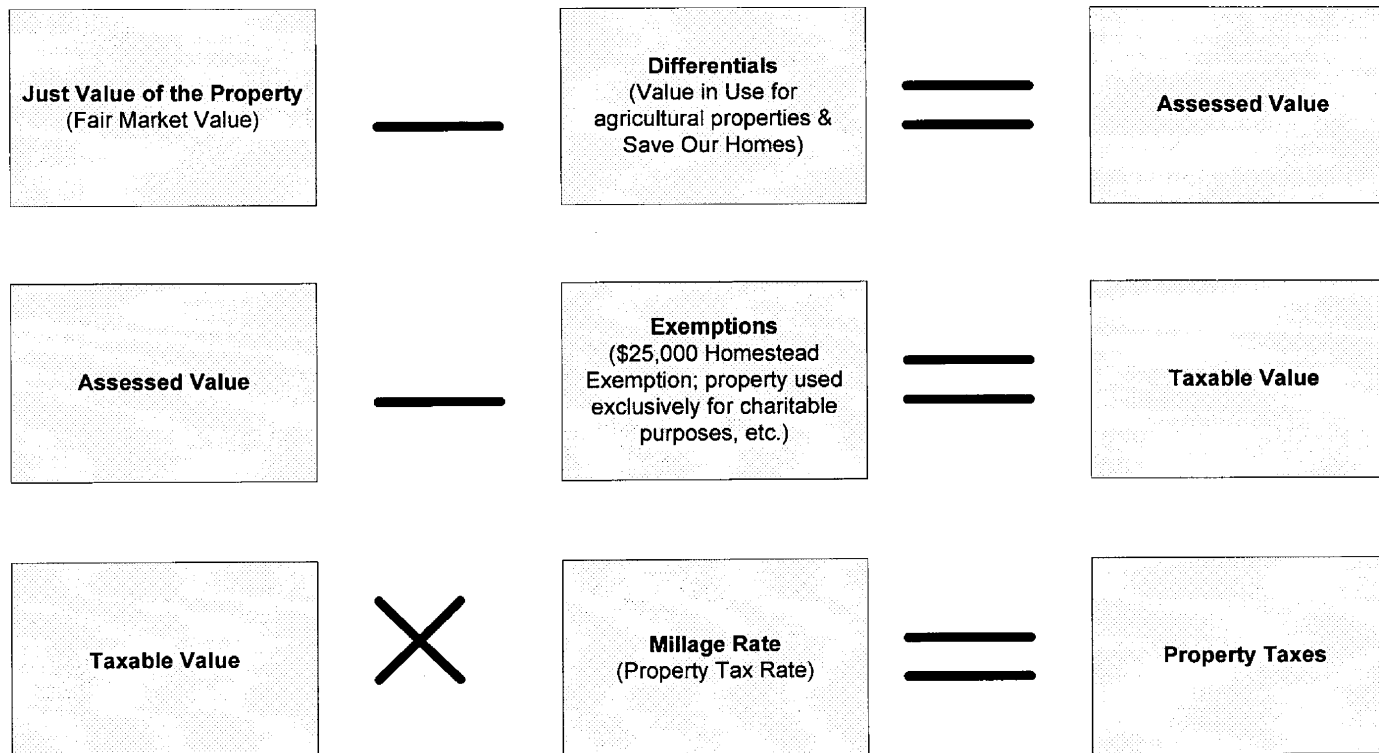 Just Value of the Property
(Fair Market Value)
Differentials
(Value in Use for
agricultural properties &
Save Our Homes)
Assessed Value
Assessed Value
Exemptions
($25,000 Homestead
Exemption; property used
exclusively for charitable
purposes, etc.)
Taxable Value
Taxable Value
Millage Rate
(Property Tax Rate)
Property Taxes